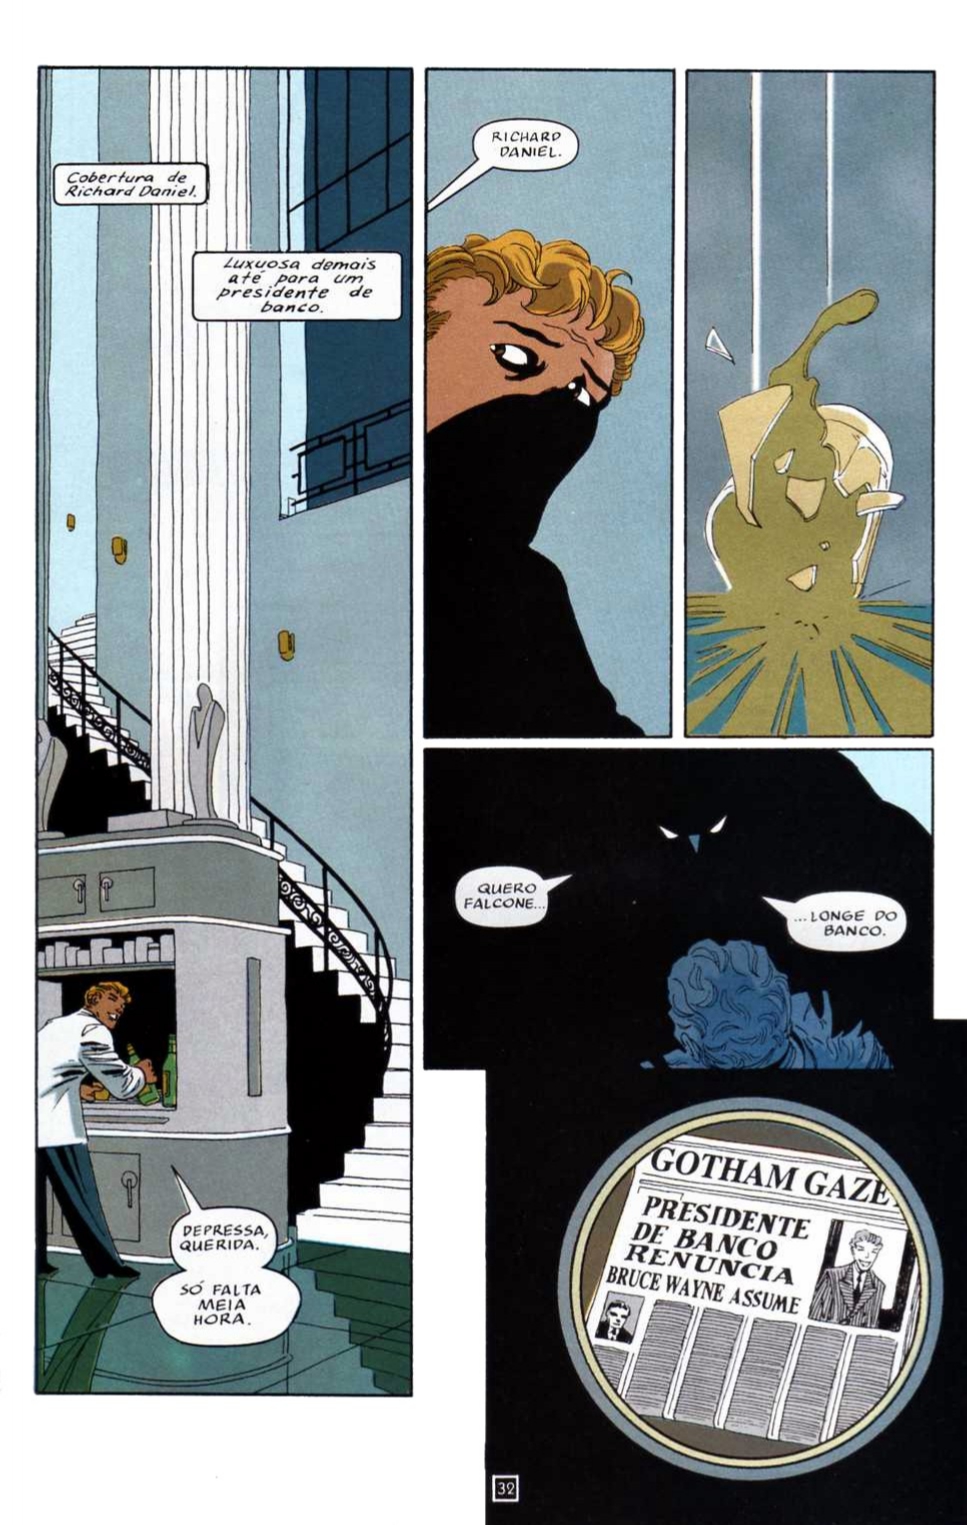 Cobertura de
Richard Daniel.
Luxuosa demais
até para um
presidente de
banco.
DEPRESSA,
QUERIDA.
SÓ FALTA
MEIA
HORA.
RICHARD
DANIEL.
QUERO
FALCONE...
...LONGE DO
BANCO.
GOTHAM GAZE
PRESIDENTE
DE BANCO
RENUNCIA
BRUCE WAYNE ASSUME
32